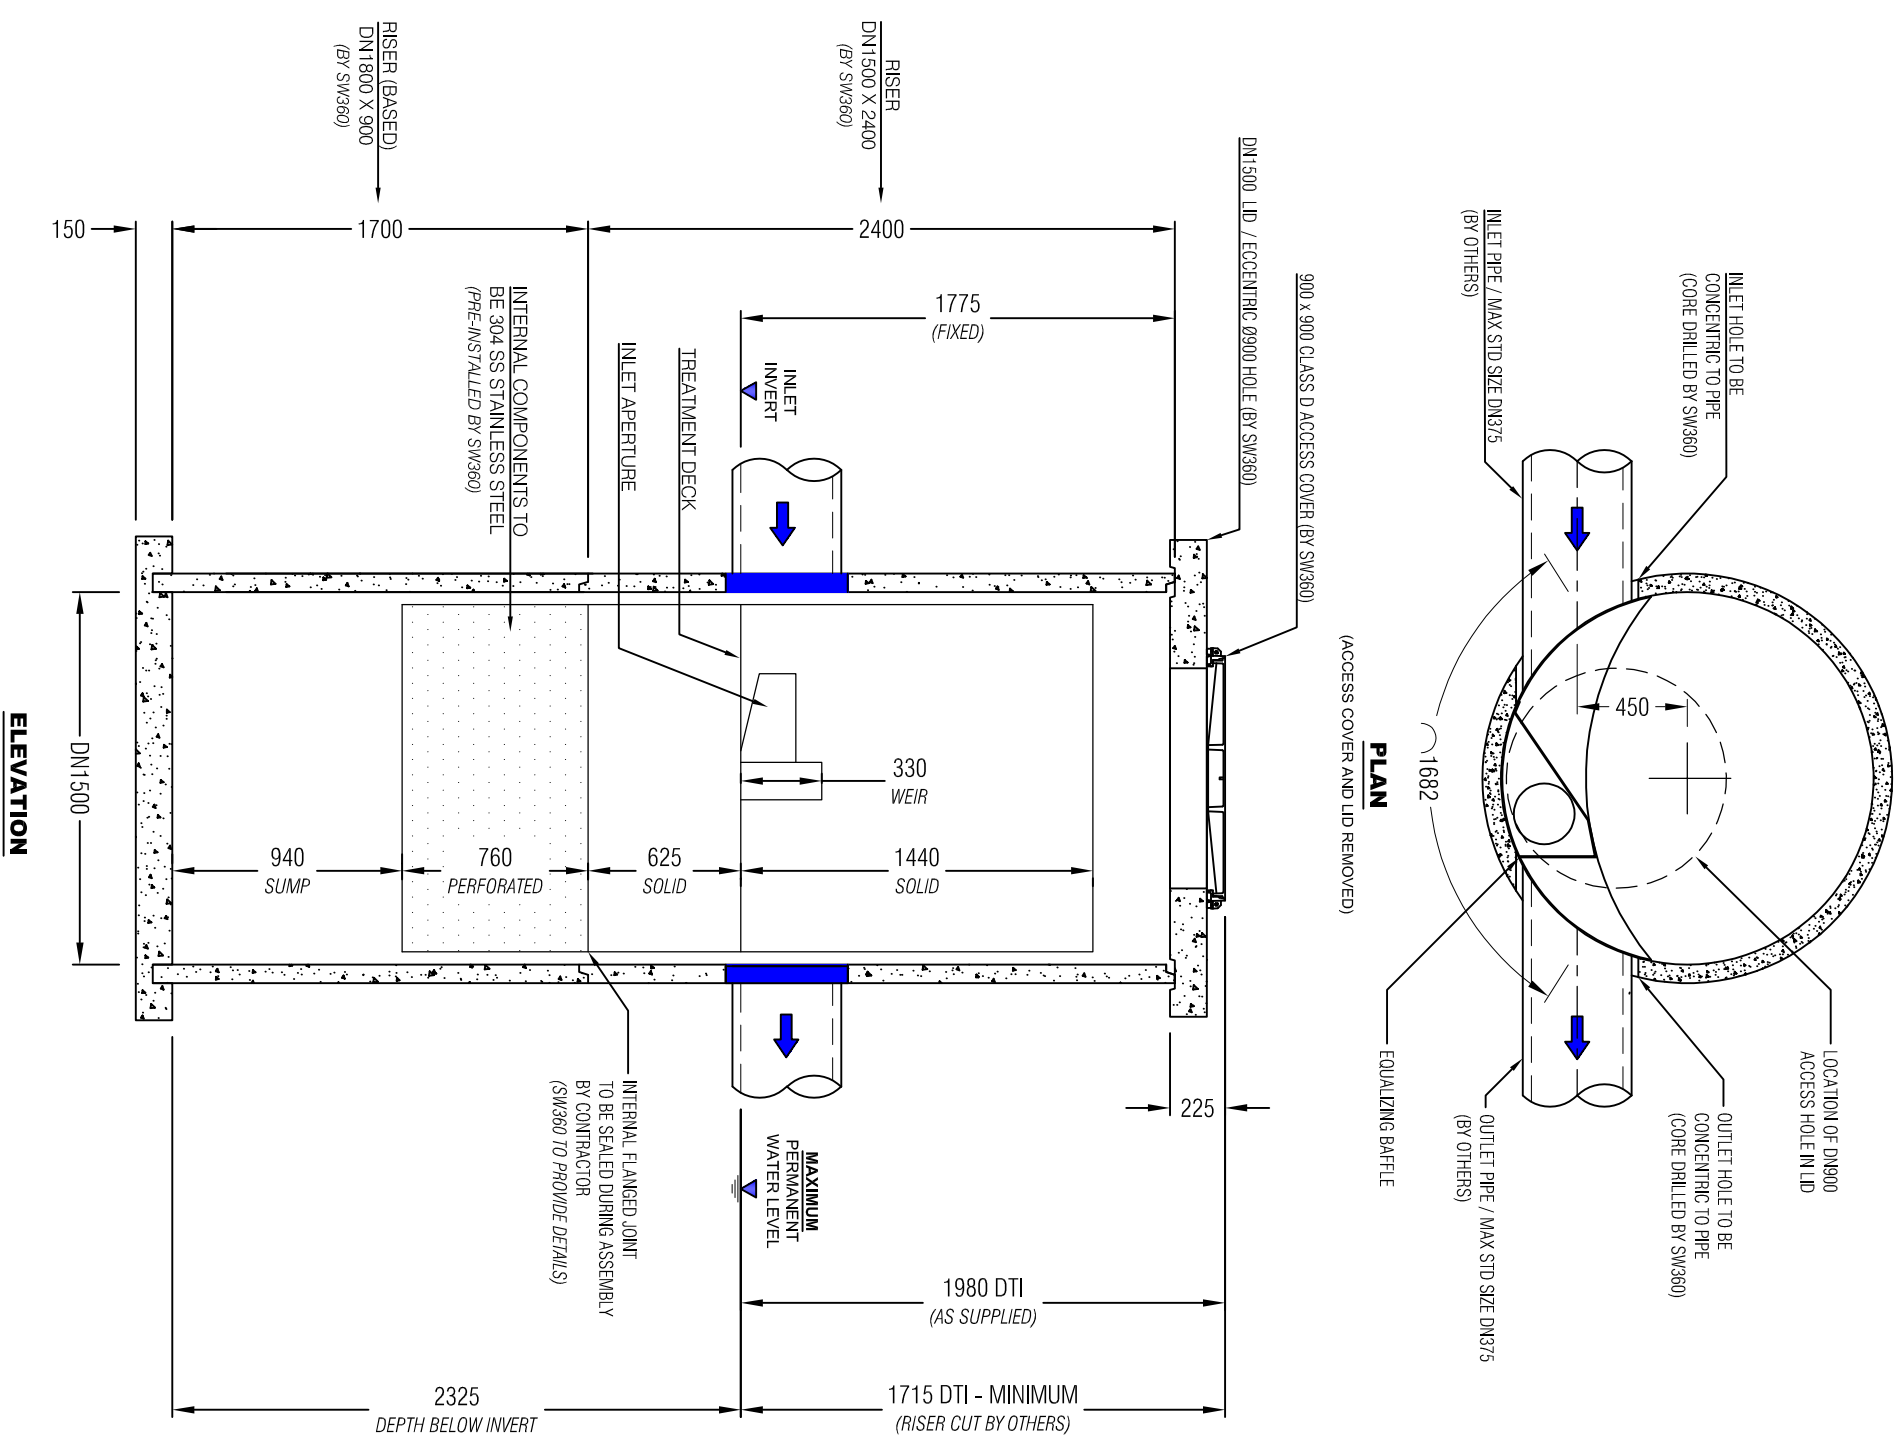 INLET HOLE TO BE
CONCENTRIC TO PIPE
(CORE DRILLED BY SW360)
INLET PIPE / MAX STD SIZE DN375
(BY OTHERS)
450
1682
LOCATION OF DN900
ACCESS HOLE IN LID
OUTLET HOLE TO BE
CONCENTRIC TO PIPE
(CORE DRILLED BY SW360)
OUTLET PIPE / MAX STD SIZE DN375
(BY OTHERS)
EQUALIZING BAFFLE
PLAN
(ACCESS COVER AND LID REMOVED)
900 x 900 CLASS D ACCESS COVER (BY SW360)
DN1500 LID / ECCENTRIC Ø900 HOLE (BY SW360)
RISER
DN1500 X 2400
(BY SW360)
2400
1775
(FIXED)
INLET
INVERT
TREATMENT DECK
INLET APERTURE
INTERNAL COMPONENTS TO
BE 304 SS STAINLESS STEEL
(PRE-INSTALLED BY SW360)
RISER (BASED)
DN1800 X 900
(BY SW360)
1700
150
330
WEIR
1440
SOLID
625
SOLID
760
PERFORATED
940
SUMP
DN1500
225
MAXIMUM
PERMANENT
WATER LEVEL
INTERNAL FLANGED JOINT
TO BE SEALED DURING ASSEMBLY
BY CONTRACTOR
(SW360 TO PROVIDE DETAILS)
1980 DTI
(AS SUPPLIED)
1715 DTI - MINIMUM
(RISER CUT BY OTHERS)
2325
DEPTH BELOW INVERT
ELEVATION